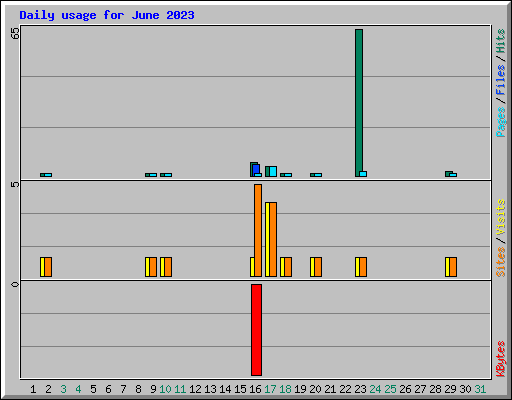 Daily usage for June 2023
65
5
0
Pages / Files / Hits
Sites / Visits
KBytes
1 2 3 4 5 6 7 8 9 10 11 12 13 14 15 16 17 18 19 20 21 22 23 24 25 26 27 28 29 30 31